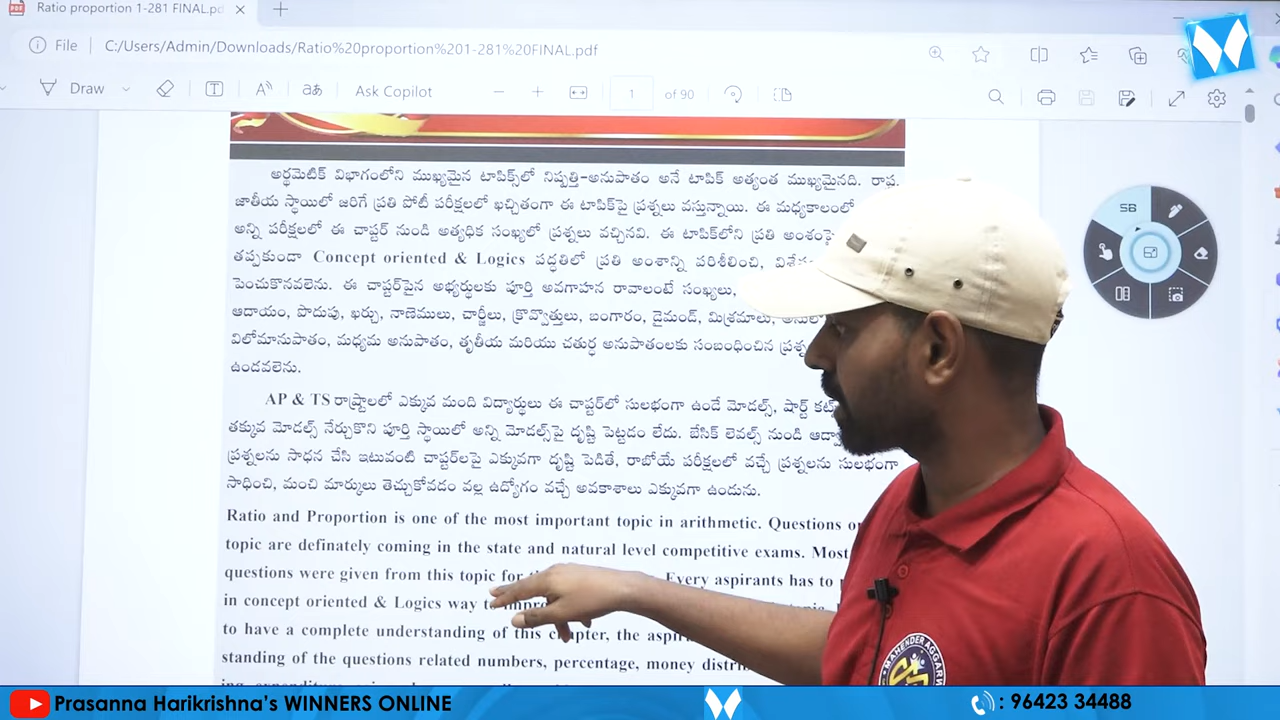 Ratio proportion 1-281 FINAL.pd
File C:/Users/Admin/Downloads/Ratio%20proportion%201-281%20FINAL.pdf
Draw Ask Copilot 1 of 90
అర్థమెటిక్ విభాగంలోని ముఖ్యమైన టాపిక్స్‌లో నిష్పత్తి-అనుపాతం అనే టాపిక్ అత్యంత ముఖ్యమైనది.
జాతీయ స్థాయిలో జరిగే ప్రతి పోటీ పరీక్షలలో ఖచ్చితంగా ఈ టాపిక్‌పై ప్రశ్నలు వస్తున్నాయి. ఈ మధ్యకాలంలో
అన్ని పరీక్షలలో ఈ చాప్టర్ నుండి అత్యధిక సంఖ్యలో ప్రశ్నలు వచ్చినవి. ఈ టాపిక్‌లోని ప్రతి
తప్పకుండా Concept oriented & Logics పద్ధతిలో ప్రతి అంశాన్ని పరిశీలించి,
పెంచుకొనవలెను. ఈ చాప్టర్‌పైన అభ్యర్థులకు పూర్తి అవగాహన రావాలంటే సంఖ్యలు,
ఆదాయం, పొదుపు, ఖర్చు, నాణెములు, చార్జీలు, క్రొవ్వొత్తులు, బంగారం, డైమండ్, మిశ్రమాలు,
విలోమానుపాతం, మధ్యమ అనుపాతం, తృతీయ మరియు చతుర్థ అనుపాతంలకు సంబంధించిన
ఉండవలెను.
AP & TS రాష్ట్రాలలో ఎక్కువ మంది విద్యార్థులు ఈ చాప్టర్‌లో సులభంగా ఉండే మోడల్స్, షార్ట్
తక్కువ మోడల్స్ నేర్చుకొని పూర్తి స్థాయిలో అన్ని మోడల్స్‌పై దృష్టి పెట్టడం లేదు. బేసిక్ లెవల్స్ నుండి
ప్రశ్నలను సాధన చేసి ఇటువంటి చాప్టర్‌లపై ఎక్కువగా దృష్టి పెడితే, రాబోయే పరీక్షలలో వచ్చే ప్రశ్నలను సులభంగా
సాధించి, మంచి మార్కులు తెచ్చుకోవడం వల్ల ఉద్యోగం వచ్చే అవకాశాలు ఎక్కువగా ఉందును.
Ratio and Proportion is one of the most important topic in arithmetic. Questions
topic are definately coming in the state and natural level competitive exams. Most
questions were given from this topic for Every aspirants has to
in concept oriented & Logics way to
to have a complete understanding of this chapter, the
standing of the questions related numbers, percentage, money
56
MAHENDER AGGARW
Prasanna Harikrishna's WINNERS ONLINE : 96423 34488